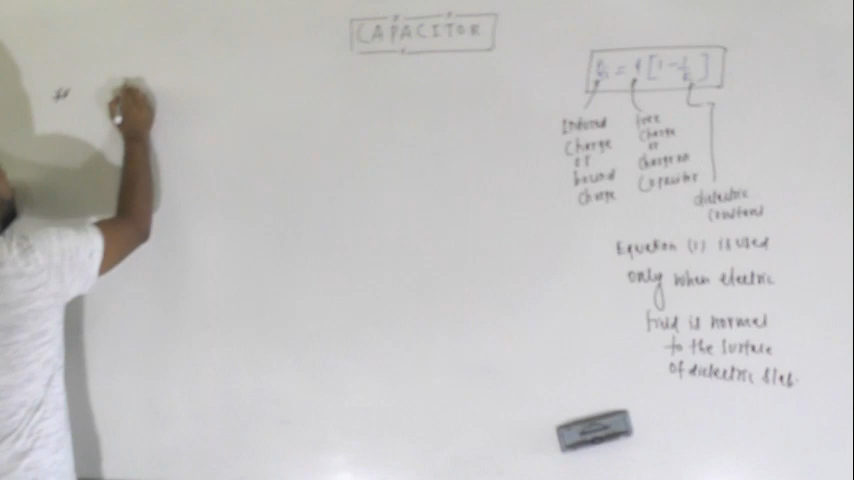 CAPACITOR
qi = q [1 - 1/k]
Induced
Charge
or
bound
Charge
free
Charge
or
charge on
Capacitor
dielectric
constant
Equation (1) is used
only when electric
field is normal
to the surface
of dielectric slab.